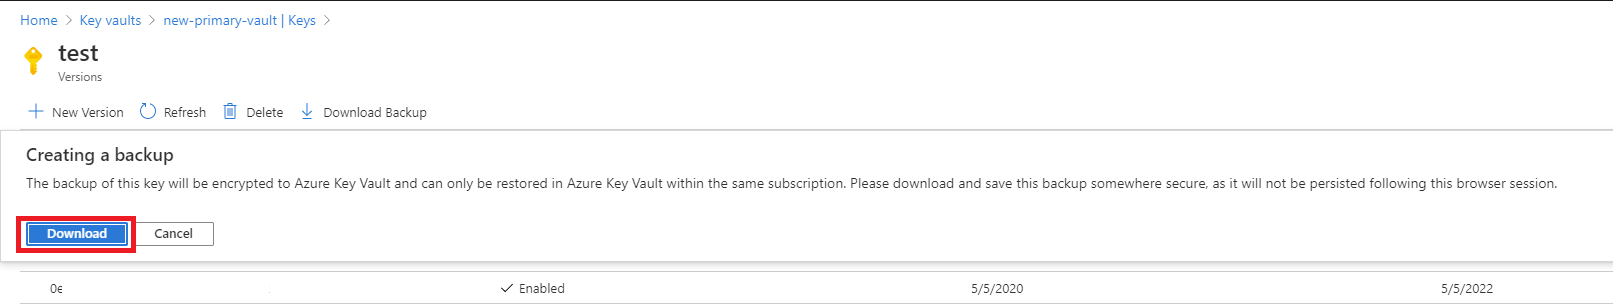 Home > Key vaults > new-primary-vault | Keys >
test
Versions
New Version Refresh Delete Download Backup
Creating a backup
The backup of this key will be encrypted to Azure Key Vault and can only be restored in Azure Key Vault within the same subscription. Please download and save this backup somewhere secure, as it will not be persisted following this browser session.
Download Cancel
0e Enabled 5/5/2020 5/5/2022